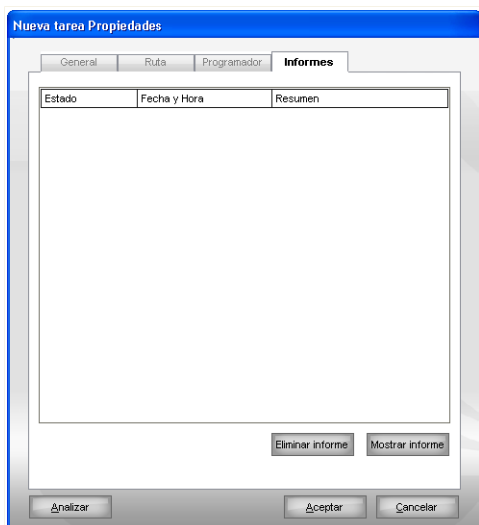 Nueva tarea Propiedades
General Ruta Programador Informes
Estado Fecha y Hora Resumen
Eliminar informe Mostrar informe
Analizar Aceptar Cancelar